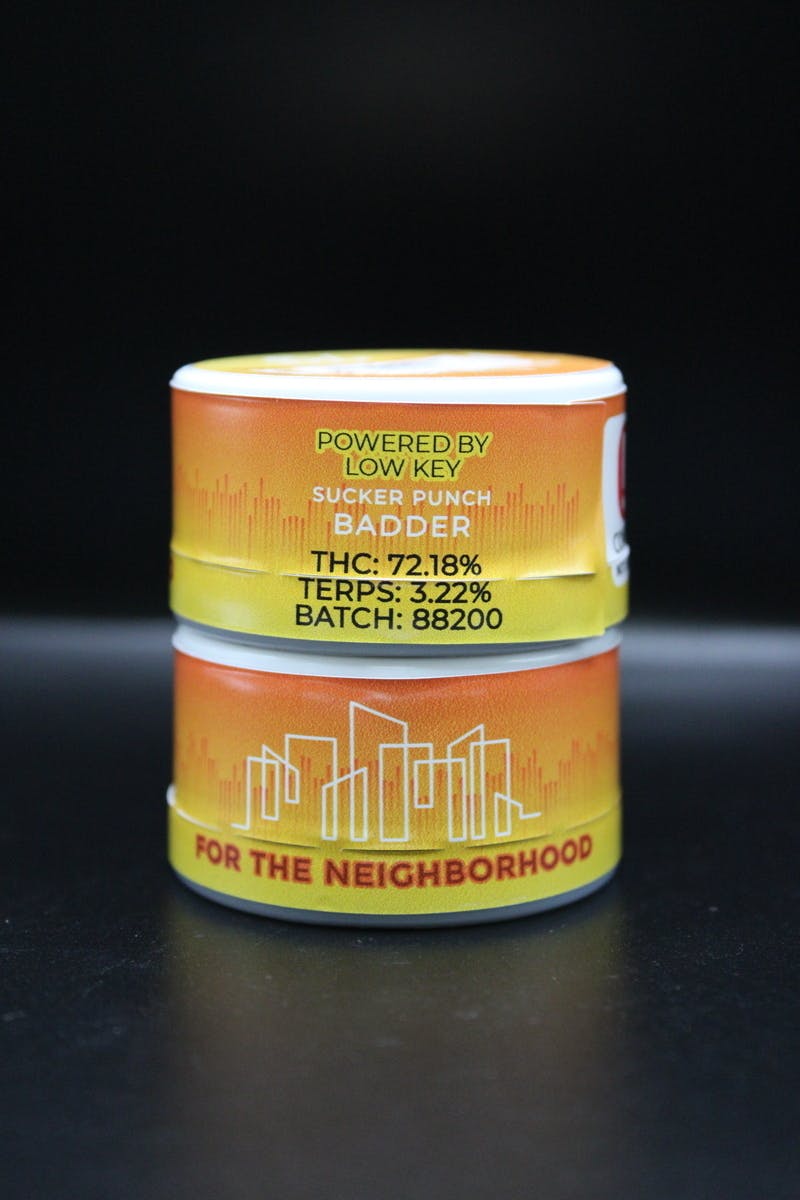 POWERED BY
LOW KEY
SUCKER PUNCH
BADDER
THC: 72.18%
TERPS: 3.22%
BATCH: 88200
FOR THE NEIGHBORHOOD